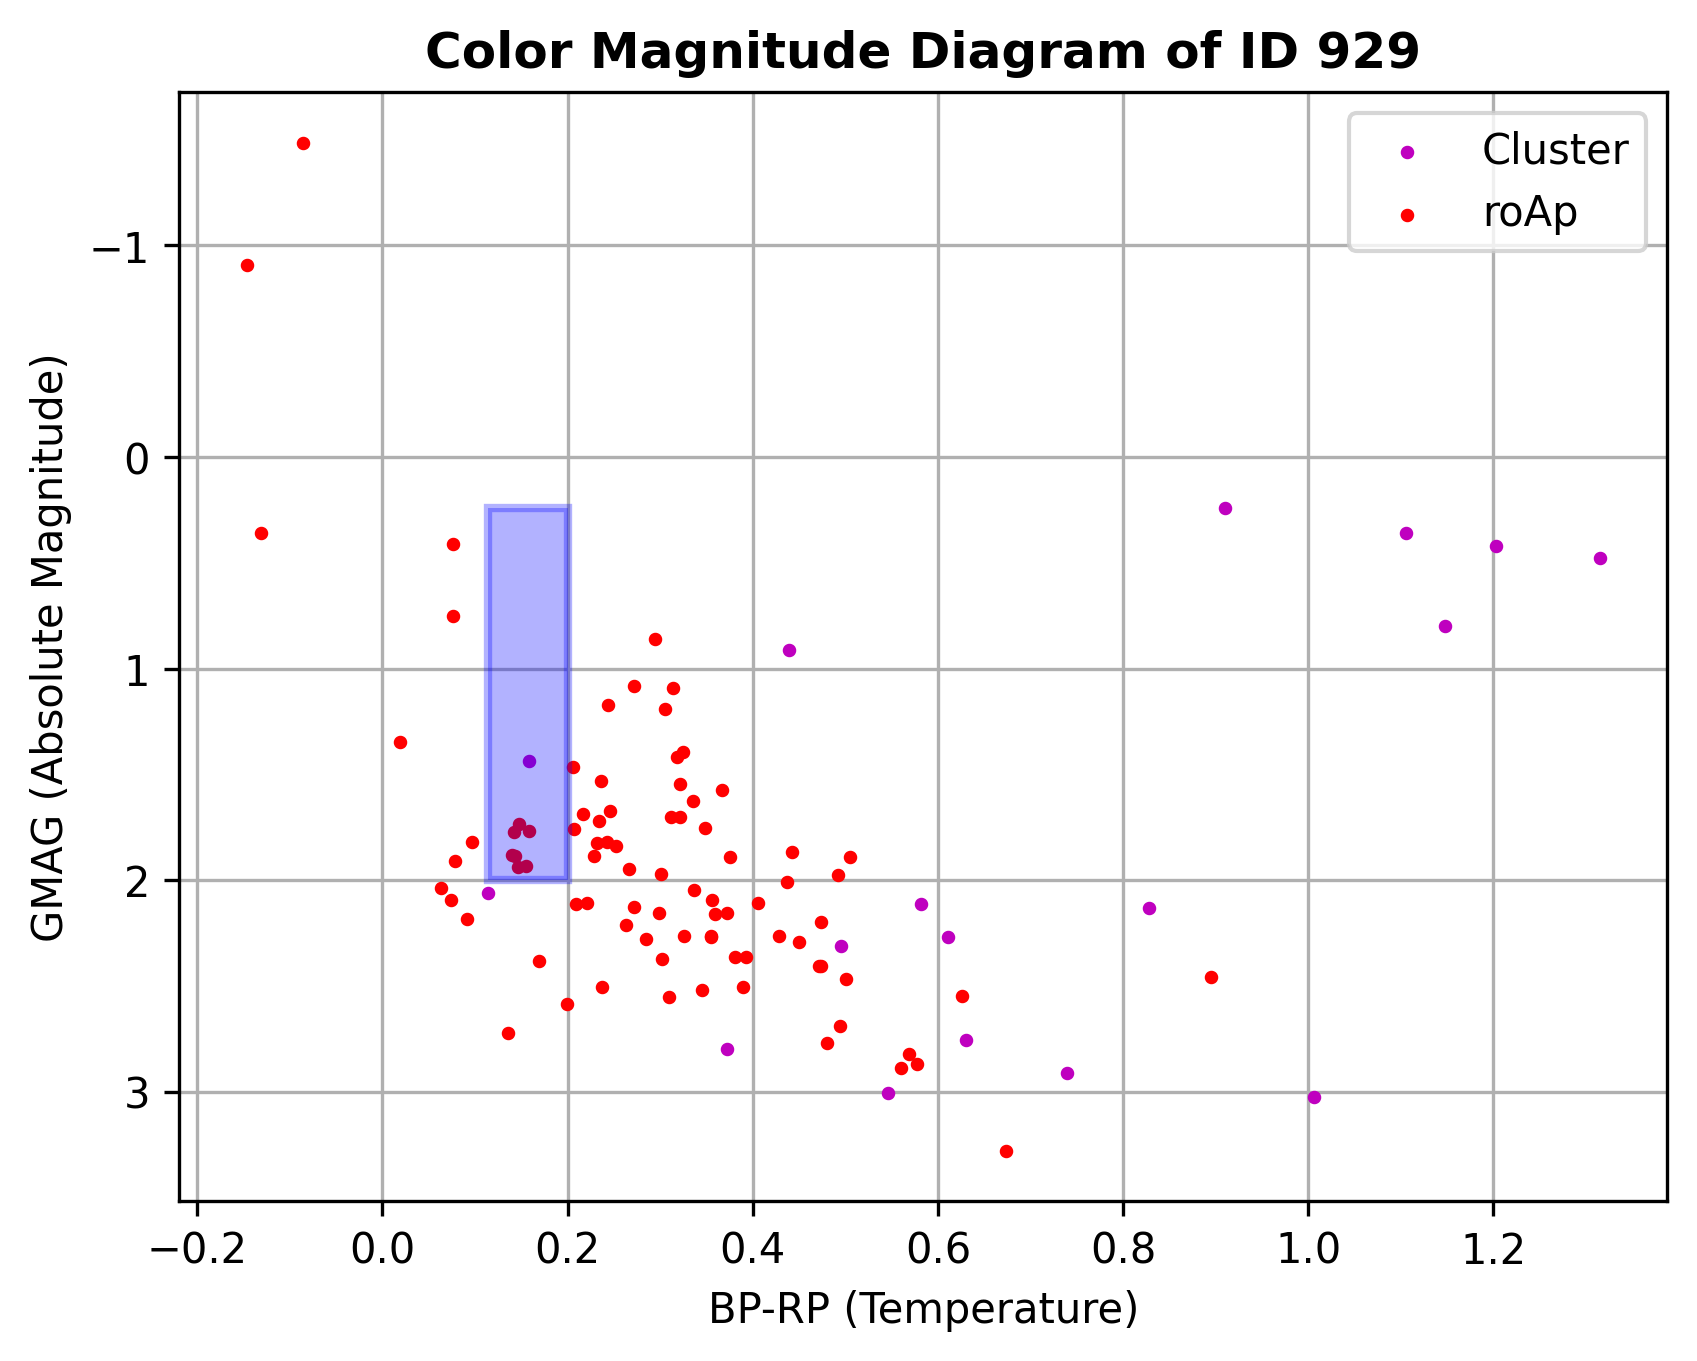 Color Magnitude Diagram of ID 929
Cluster
roAp
GMAG (Absolute Magnitude)
−1
0
1
2
3
−0.2 0.0 0.2 0.4 0.6 0.8 1.0 1.2
BP-RP (Temperature)